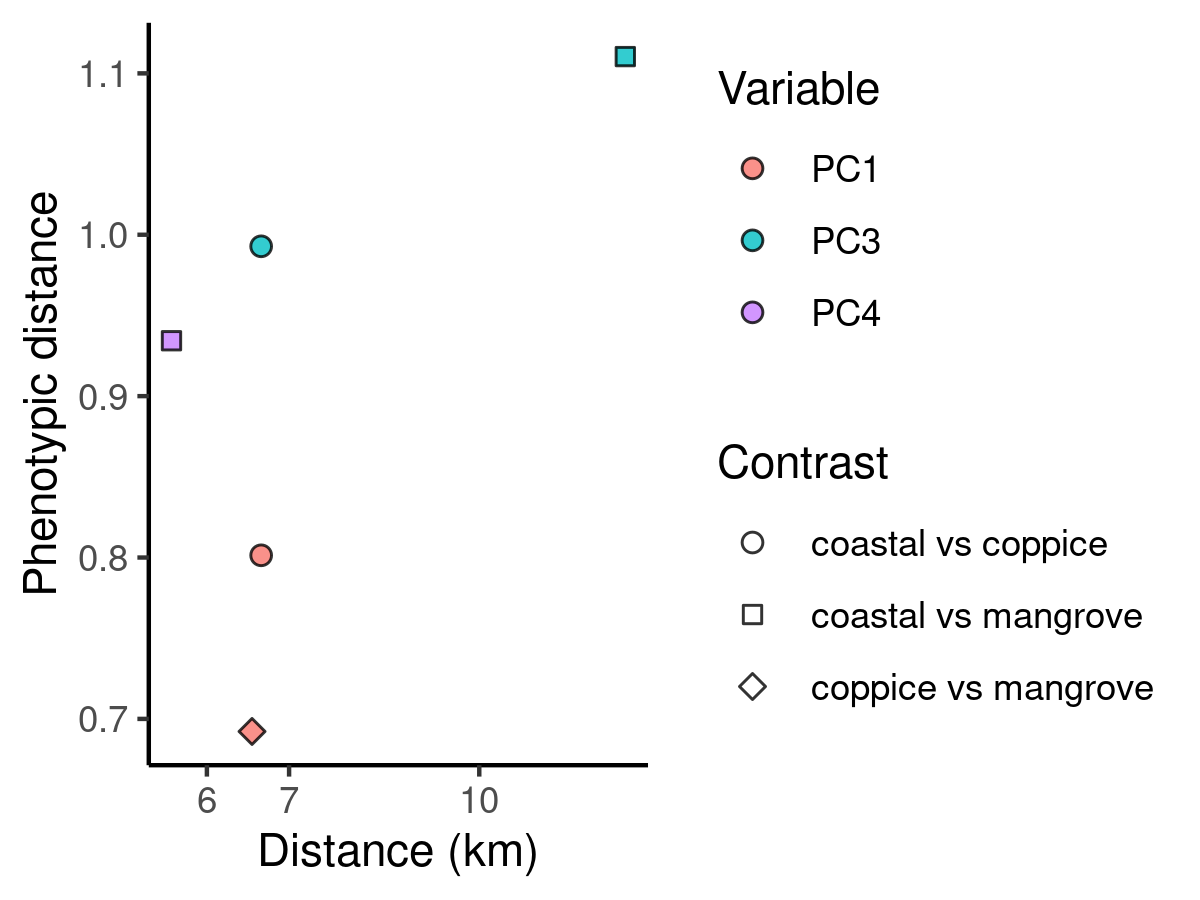 1.1
1.0
0.9
0.8
0.7
Phenotypic distance
6 7 10
Distance (km)
Variable
PC1
PC3
PC4
Contrast
coastal vs coppice
coastal vs mangrove
coppice vs mangrove